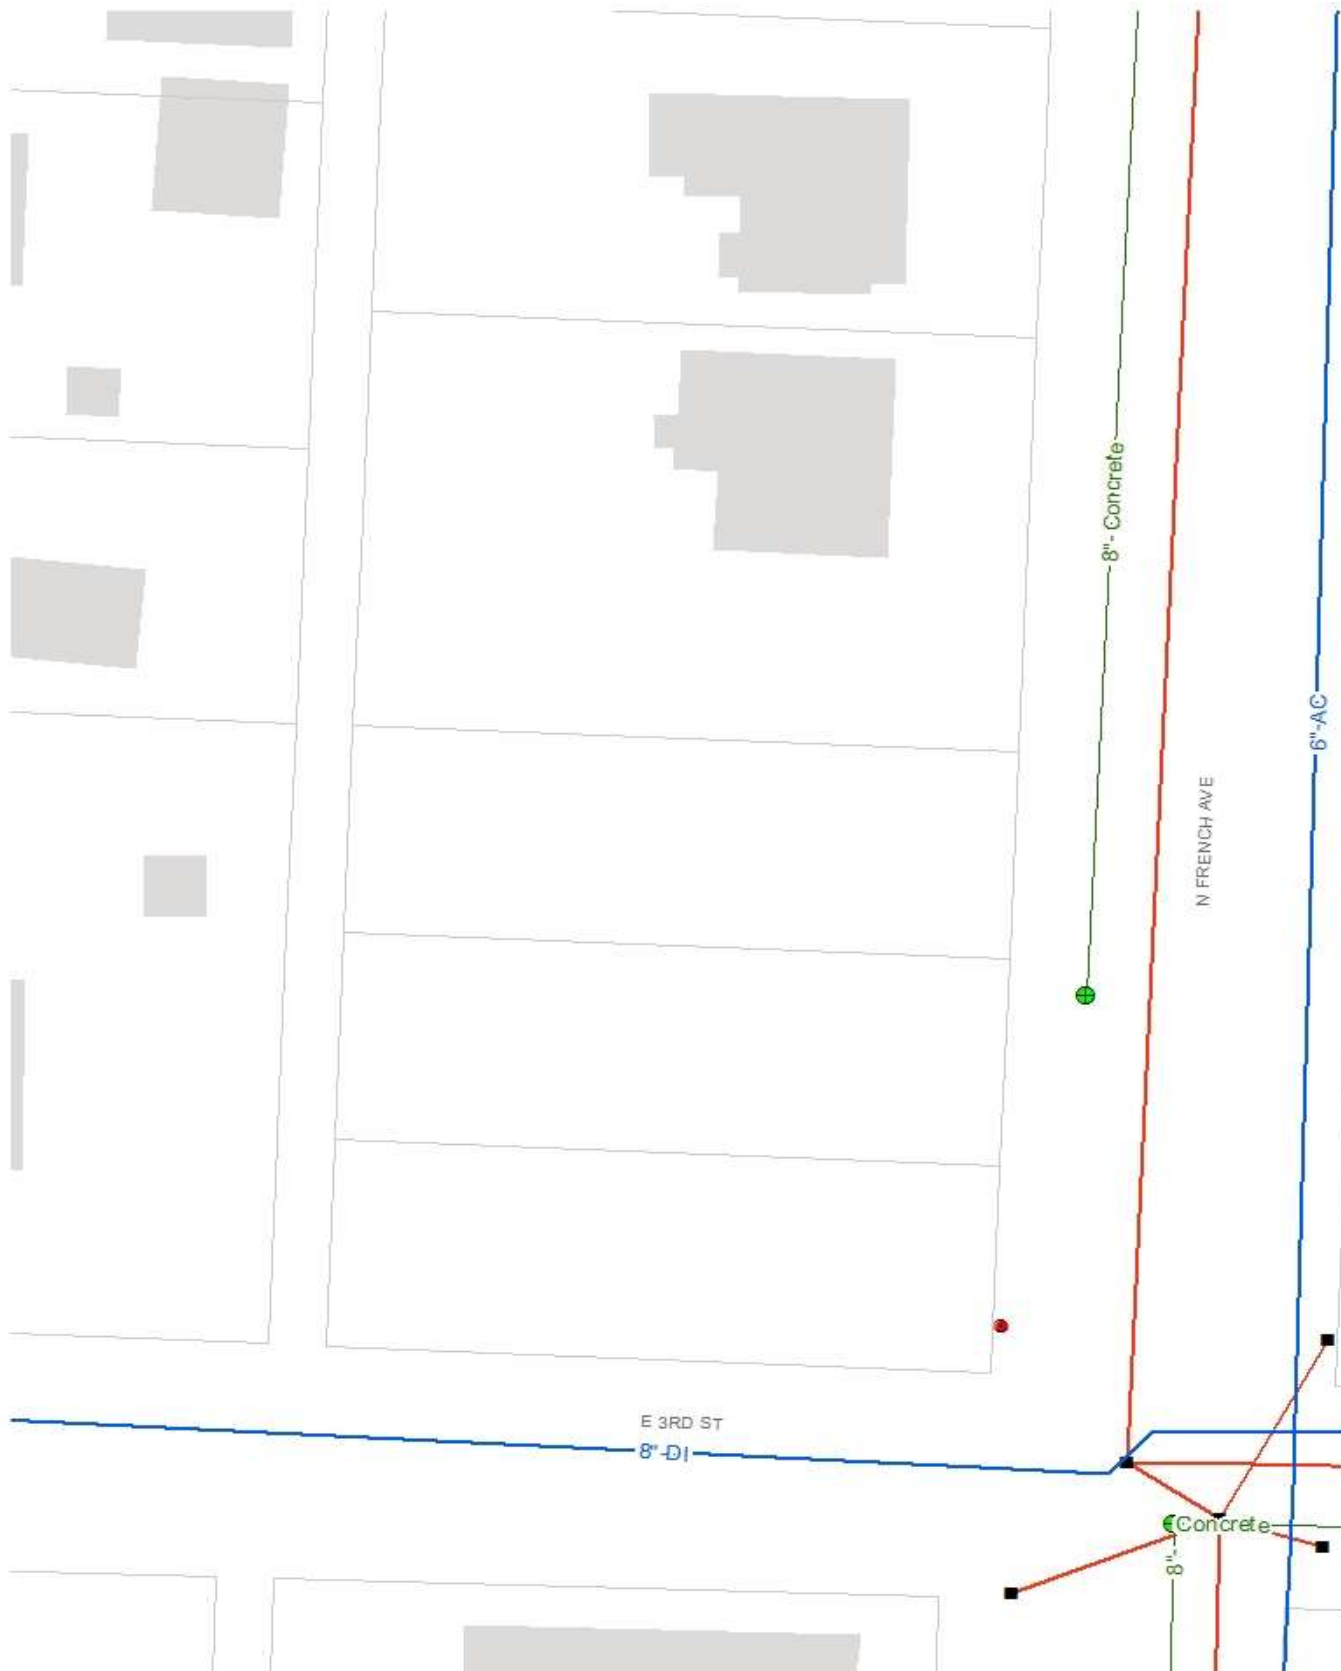 8"- Concrete
6"-AC
N FRENCH AVE
E 3RD ST
8"-DI
Concrete
8"-